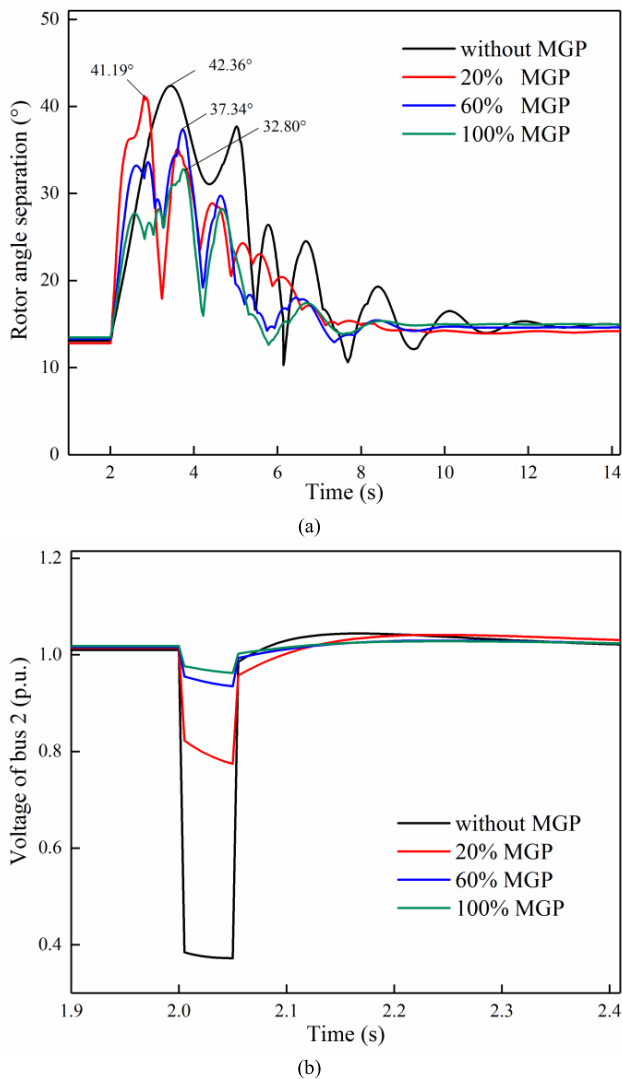 50
40
30
20
10
0
Rotor angle separation (°)
41.19°
42.36°
37.34°
32.80°
without MGP
20% MGP
60% MGP
100% MGP
2 4 6 8 10 12 14
Time (s)
(a)
1.2
1.0
0.8
0.6
0.4
Voltage of bus 2 (p.u.)
without MGP
20% MGP
60% MGP
100% MGP
1.9 2.0 2.1 2.2 2.3 2.4
Time (s)
(b)